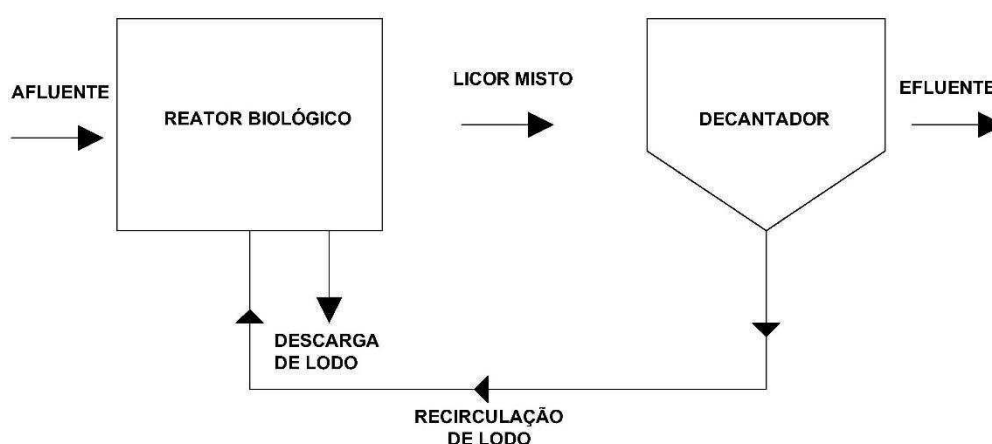 AFLUENTE
REATOR BIOLÓGICO
LICOR MISTO
DECANTADOR
EFLUENTE
DESCARGA
DE LODO
RECIRCULAÇÃO
DE LODO